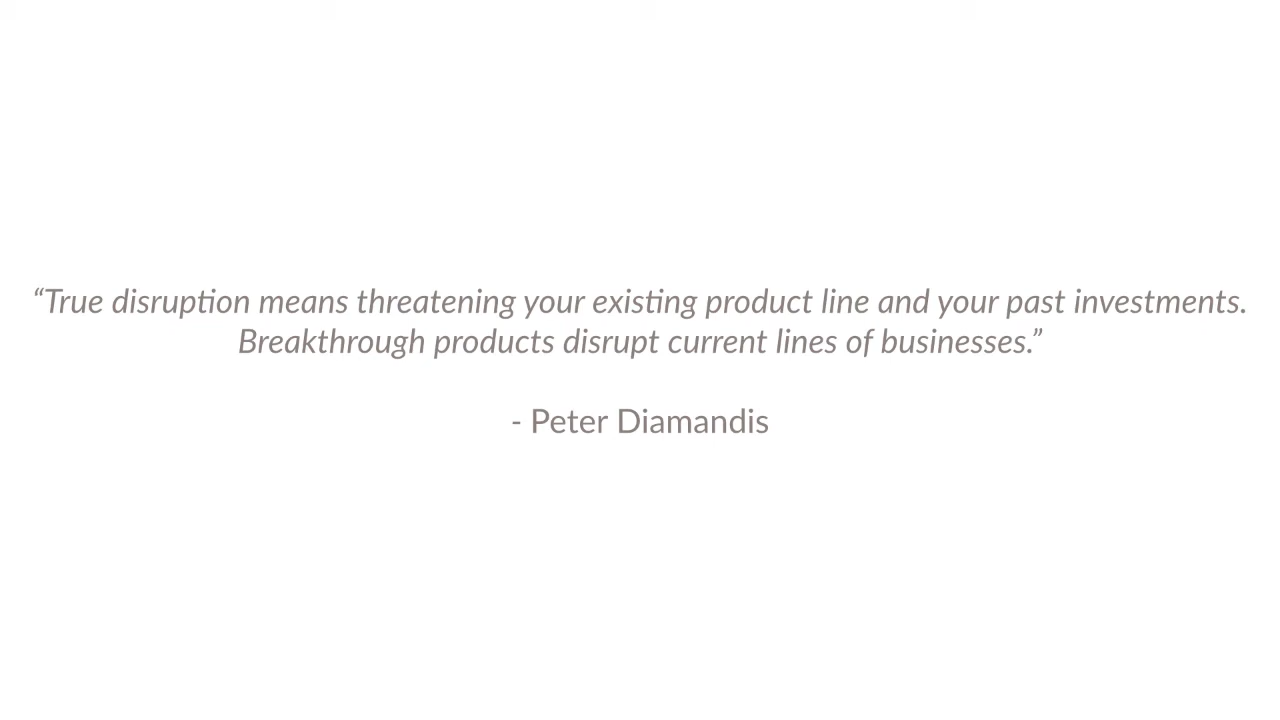 “True disruption means threatening your existing product line and your past investments.
Breakthrough products disrupt current lines of businesses.”
- Peter Diamandis